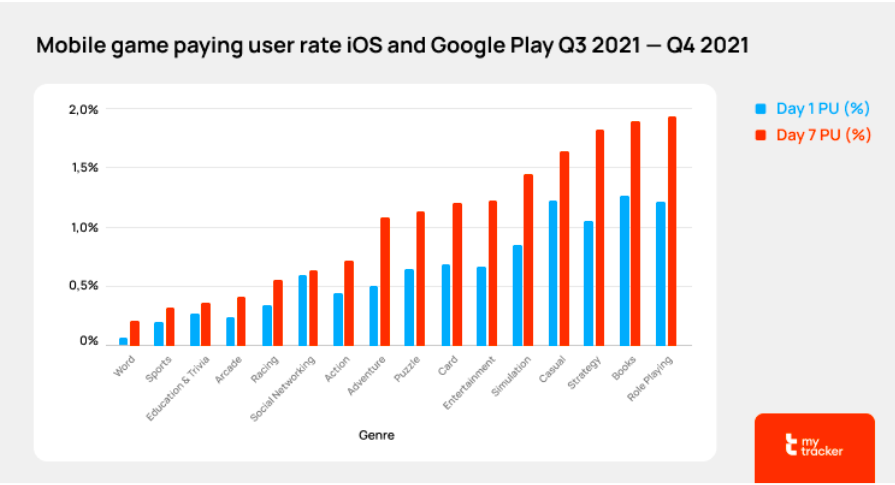 Mobile game paying user rate iOS and Google Play Q3 2021 — Q4 2021
Day 1 PU (%)
Day 7 PU (%)
2,0%
1,5%
1,0%
0,5%
0%
Word
Sports
Education & Trivia
Arcade
Racing
Social Networking
Action
Adventure
Puzzle
Card
Entertainment
Simulation
Casual
Strategy
Books
Role Playing
Genre
my
tracker